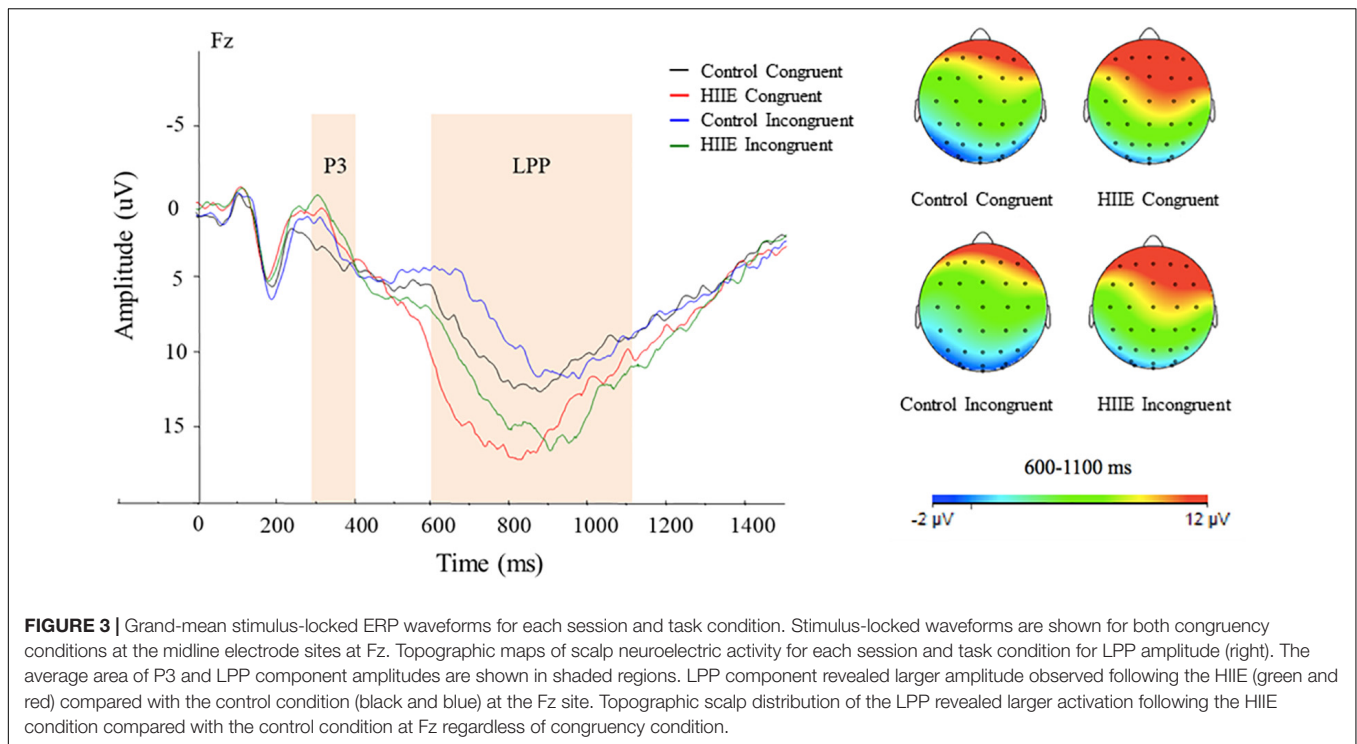 Fz
Control Congruent
HIIE Congruent
Control Incongruent
HIIE Incongruent
P3
LPP
-5
0
5
10
15
Amplitude (uV)
0 200 400 600 800 1000 1200 1400
Time (ms)
Control Congruent HIIE Congruent
Control Incongruent HIIE Incongruent
600-1100 ms
-2 µV 12 µV
FIGURE 3 | Grand-mean stimulus-locked ERP waveforms for each session and task condition. Stimulus-locked waveforms are shown for both congruency
conditions at the midline electrode sites at Fz. Topographic maps of scalp neuroelectric activity for each session and task condition for LPP amplitude (right). The
average area of P3 and LPP component amplitudes are shown in shaded regions. LPP component revealed larger amplitude observed following the HIIE (green and
red) compared with the control condition (black and blue) at the Fz site. Topographic scalp distribution of the LPP revealed larger activation following the HIIE
condition compared with the control condition at Fz regardless of congruency condition.